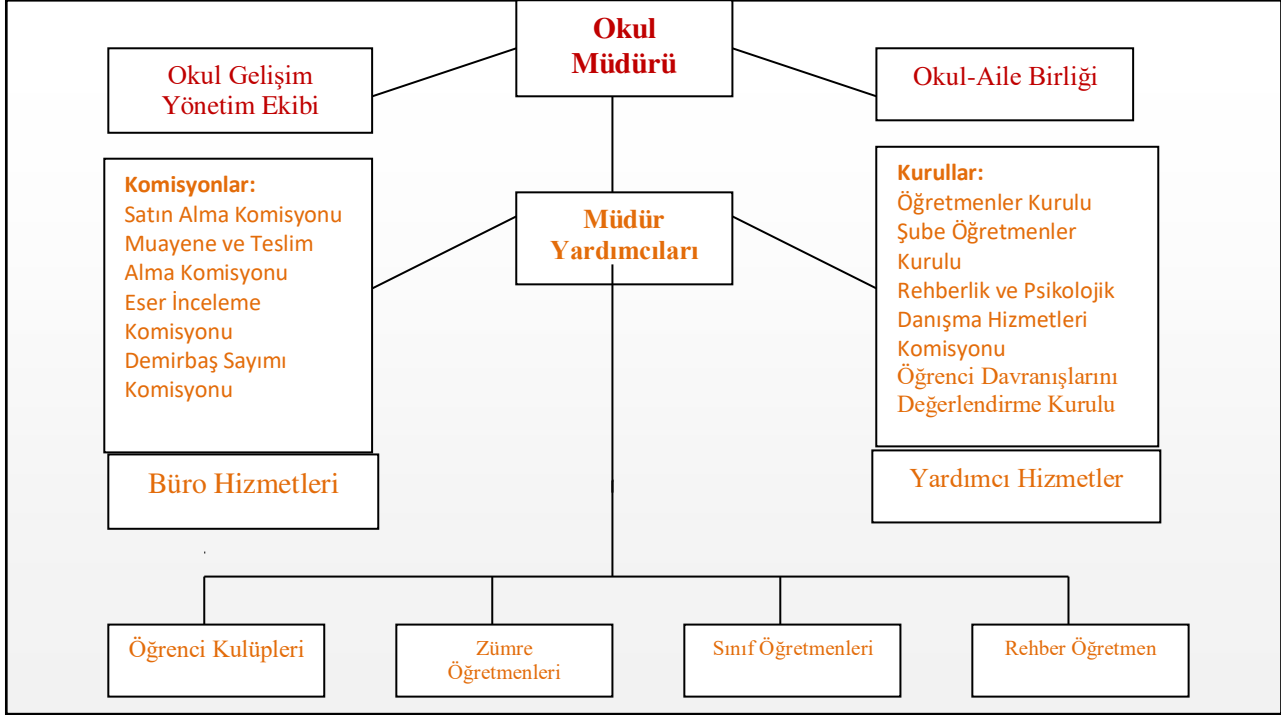 Okul
Müdürü
Okul Gelişim
Yönetim Ekibi
Okul-Aile Birliği
Komisyonlar:
Satın Alma Komisyonu
Muayene ve Teslim
Alma Komisyonu
Eser İnceleme
Komisyonu
Demirbaş Sayımı
Komisyonu
Müdür
Yardımcıları
Kurullar:
Öğretmenler Kurulu
Şube Öğretmenler
Kurulu
Rehberlik ve Psikolojik
Danışma Hizmetleri
Komisyonu
Öğrenci Davranışlarını
Değerlendirme Kurulu
Büro Hizmetleri
Yardımcı Hizmetler
Öğrenci Kulüpleri
Zümre
Öğretmenleri
Sınıf Öğretmenleri
Rehber Öğretmen